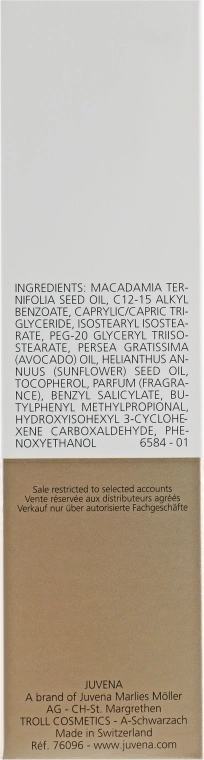 INGREDIENTS: MACADAMIA TER-
NIFOLIA SEED OIL, C12-15 ALKYL
BENZOATE, CAPRYLIC/CAPRIC TRI-
GLYCERIDE, ISOSTEARYL ISOSTEA-
RATE, PEG-20 GLYCERYL TRIISO-
STEARATE, PERSEA GRATISSIMA
(AVOCADO) OIL, HELIANTHUS AN-
NUUS (SUNFLOWER) SEED OIL,
TOCOPHEROL, PARFUM (FRAGRA-
NCE), BENZYL SALICYLATE, BU-
TYLPHENYL METHYLPROPIONAL,
HYDROXYISOHEXYL 3-CYCLOHE-
XENE CARBOXALDEHYDE, PHE-
NOXYETHANOL 6584 - 01
Sale restricted to selected accounts
Vente réservée aux distributeurs agréés
Verkauf nur über autorisierte Fachgeschäfte
JUVENA
A brand of Juvena Marlies Möller
AG - CH-St. Margrethen
TROLL COSMETICS - A-Schwarzach
Made in Switzerland
Réf. 76096 - www.juvena.com